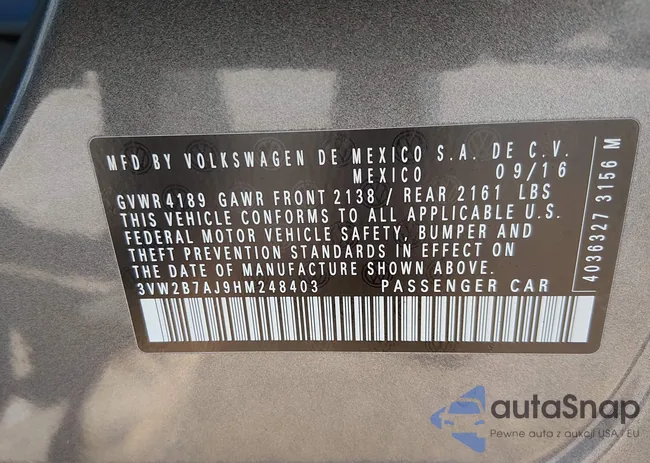 MFD BY VOLKSWAGEN DE MEXICO S.A. DE C.V.
MEXICO 09/16
GVWR 4189 GAWR FRONT 2138 / REAR 2161 LBS
THIS VEHICLE CONFORMS TO ALL APPLICABLE U.S.
FEDERAL MOTOR VEHICLE SAFETY, BUMPER AND
THEFT PREVENTION STANDARDS IN EFFECT ON
THE DATE OF MANUFACTURE SHOWN ABOVE.
3VW2B7AJ9HM248403 PASSENGER CAR
4036327 3156 M
autaSnap
Pewne auta z aukcji USA / EU